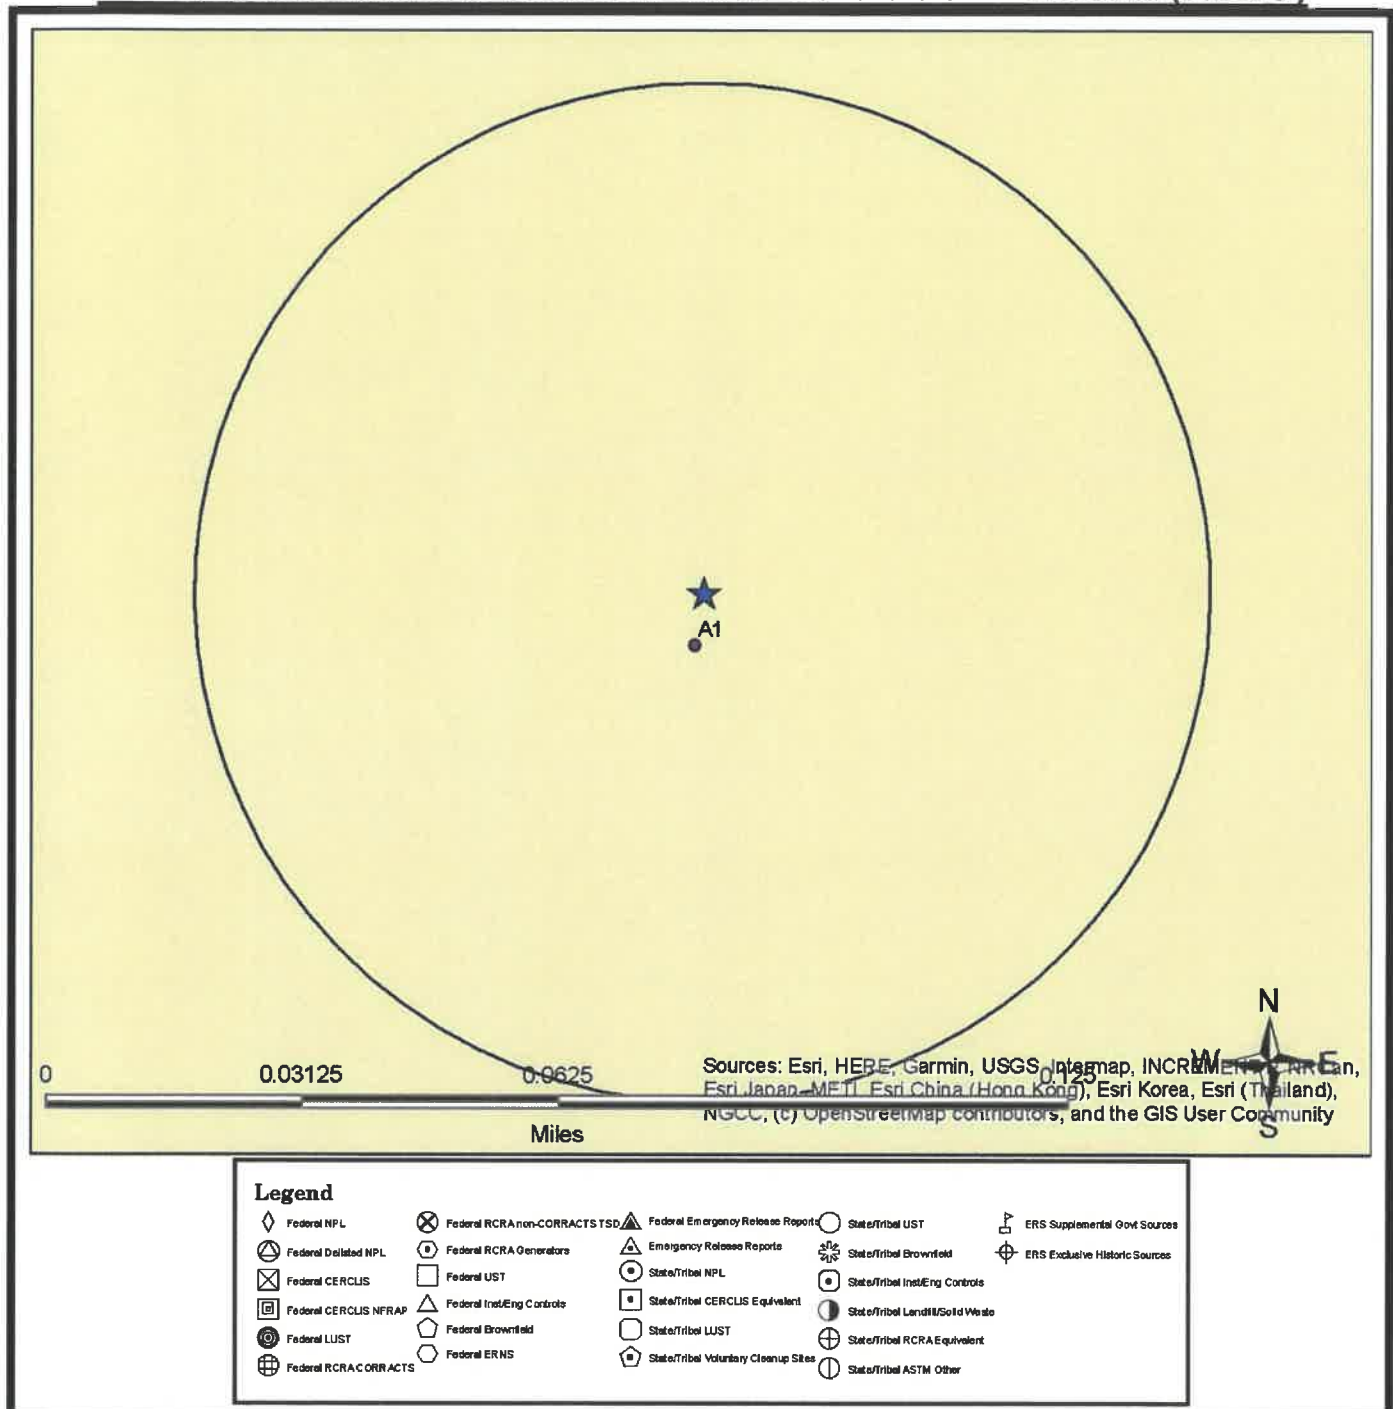 A1
N
W E
S
0 0.03125 0.0625 0.125
Miles
Sources: Esri, HERE, Garmin, USGS, Intermap, INCREMENT P, NRCan,
Esri Japan, METI, Esri China (Hong Kong), Esri Korea, Esri (Thailand),
NGCC, (c) OpenStreetMap contributors, and the GIS User Community
Legend
Federal NPL
Federal Delisted NPL
Federal CERCLIS
Federal CERCLIS NFRAP
Federal LUST
Federal RCRA CORRACTS
Federal RCRA non-CORRACTS TSD
Federal RCRA Generators
Federal UST
Federal Inst/Eng Controls
Federal Brownfield
Federal ERNS
Federal Emergency Release Reports
Emergency Release Reports
State/Tribal NPL
State/Tribal CERCLIS Equivalent
State/Tribal LUST
State/Tribal Voluntary Cleanup Sites
State/Tribal UST
State/Tribal Brownfield
State/Tribal Inst/Eng Controls
State/Tribal Landfill/Solid Waste
State/Tribal RCRA Equivalent
State/Tribal ASTM Other
ERS Supplemental Govt Sources
ERS Exclusive Historic Sources